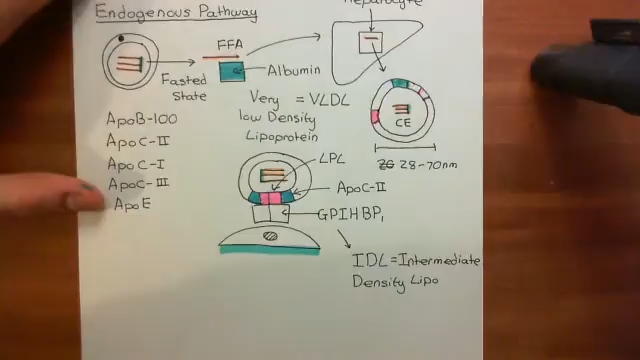 Endogenous Pathway
Hepatocyte
FFA
Albumin
Fasted
State
ApoB-100
ApoC-II
ApoC-I
ApoC-III
ApoE
Very = VLDL
low Density
Lipoprotein
CE
28-70nm
LPL
ApoC-II
GPIHBP1
IDL=Intermediate
Density Lipo